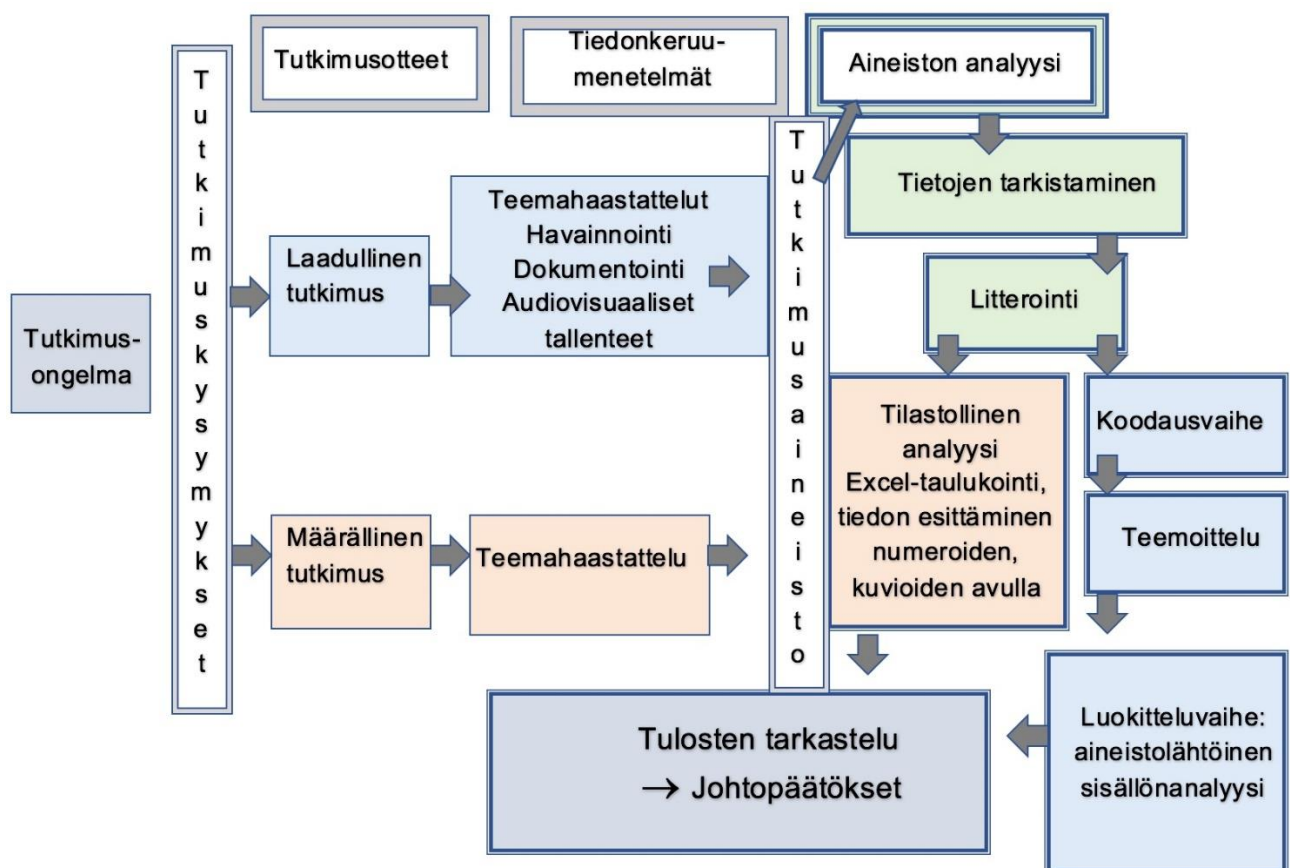 Tutkimus-
ongelma
Tutkimuskysymykset
Tutkimusotteet
Laadullinen
tutkimus
Määrällinen
tutkimus
Tiedonkeruu-
menetelmät
Teemahaastattelut
Havainnointi
Dokumentointi
Audiovisuaaliset
tallenteet
Teemahaastattelu
Tutkimusaineisto
Aineiston analyysi
Tietojen tarkistaminen
Litterointi
Tilastollinen
analyysi
Excel-taulukointi,
tiedon esittäminen
numeroiden,
kuvioiden avulla
Koodausvaihe
Teemoittelu
Luokitteluvaihe:
aineistolähtöinen
sisällönanalyysi
Tulosten tarkastelu
→ Johtopäätökset